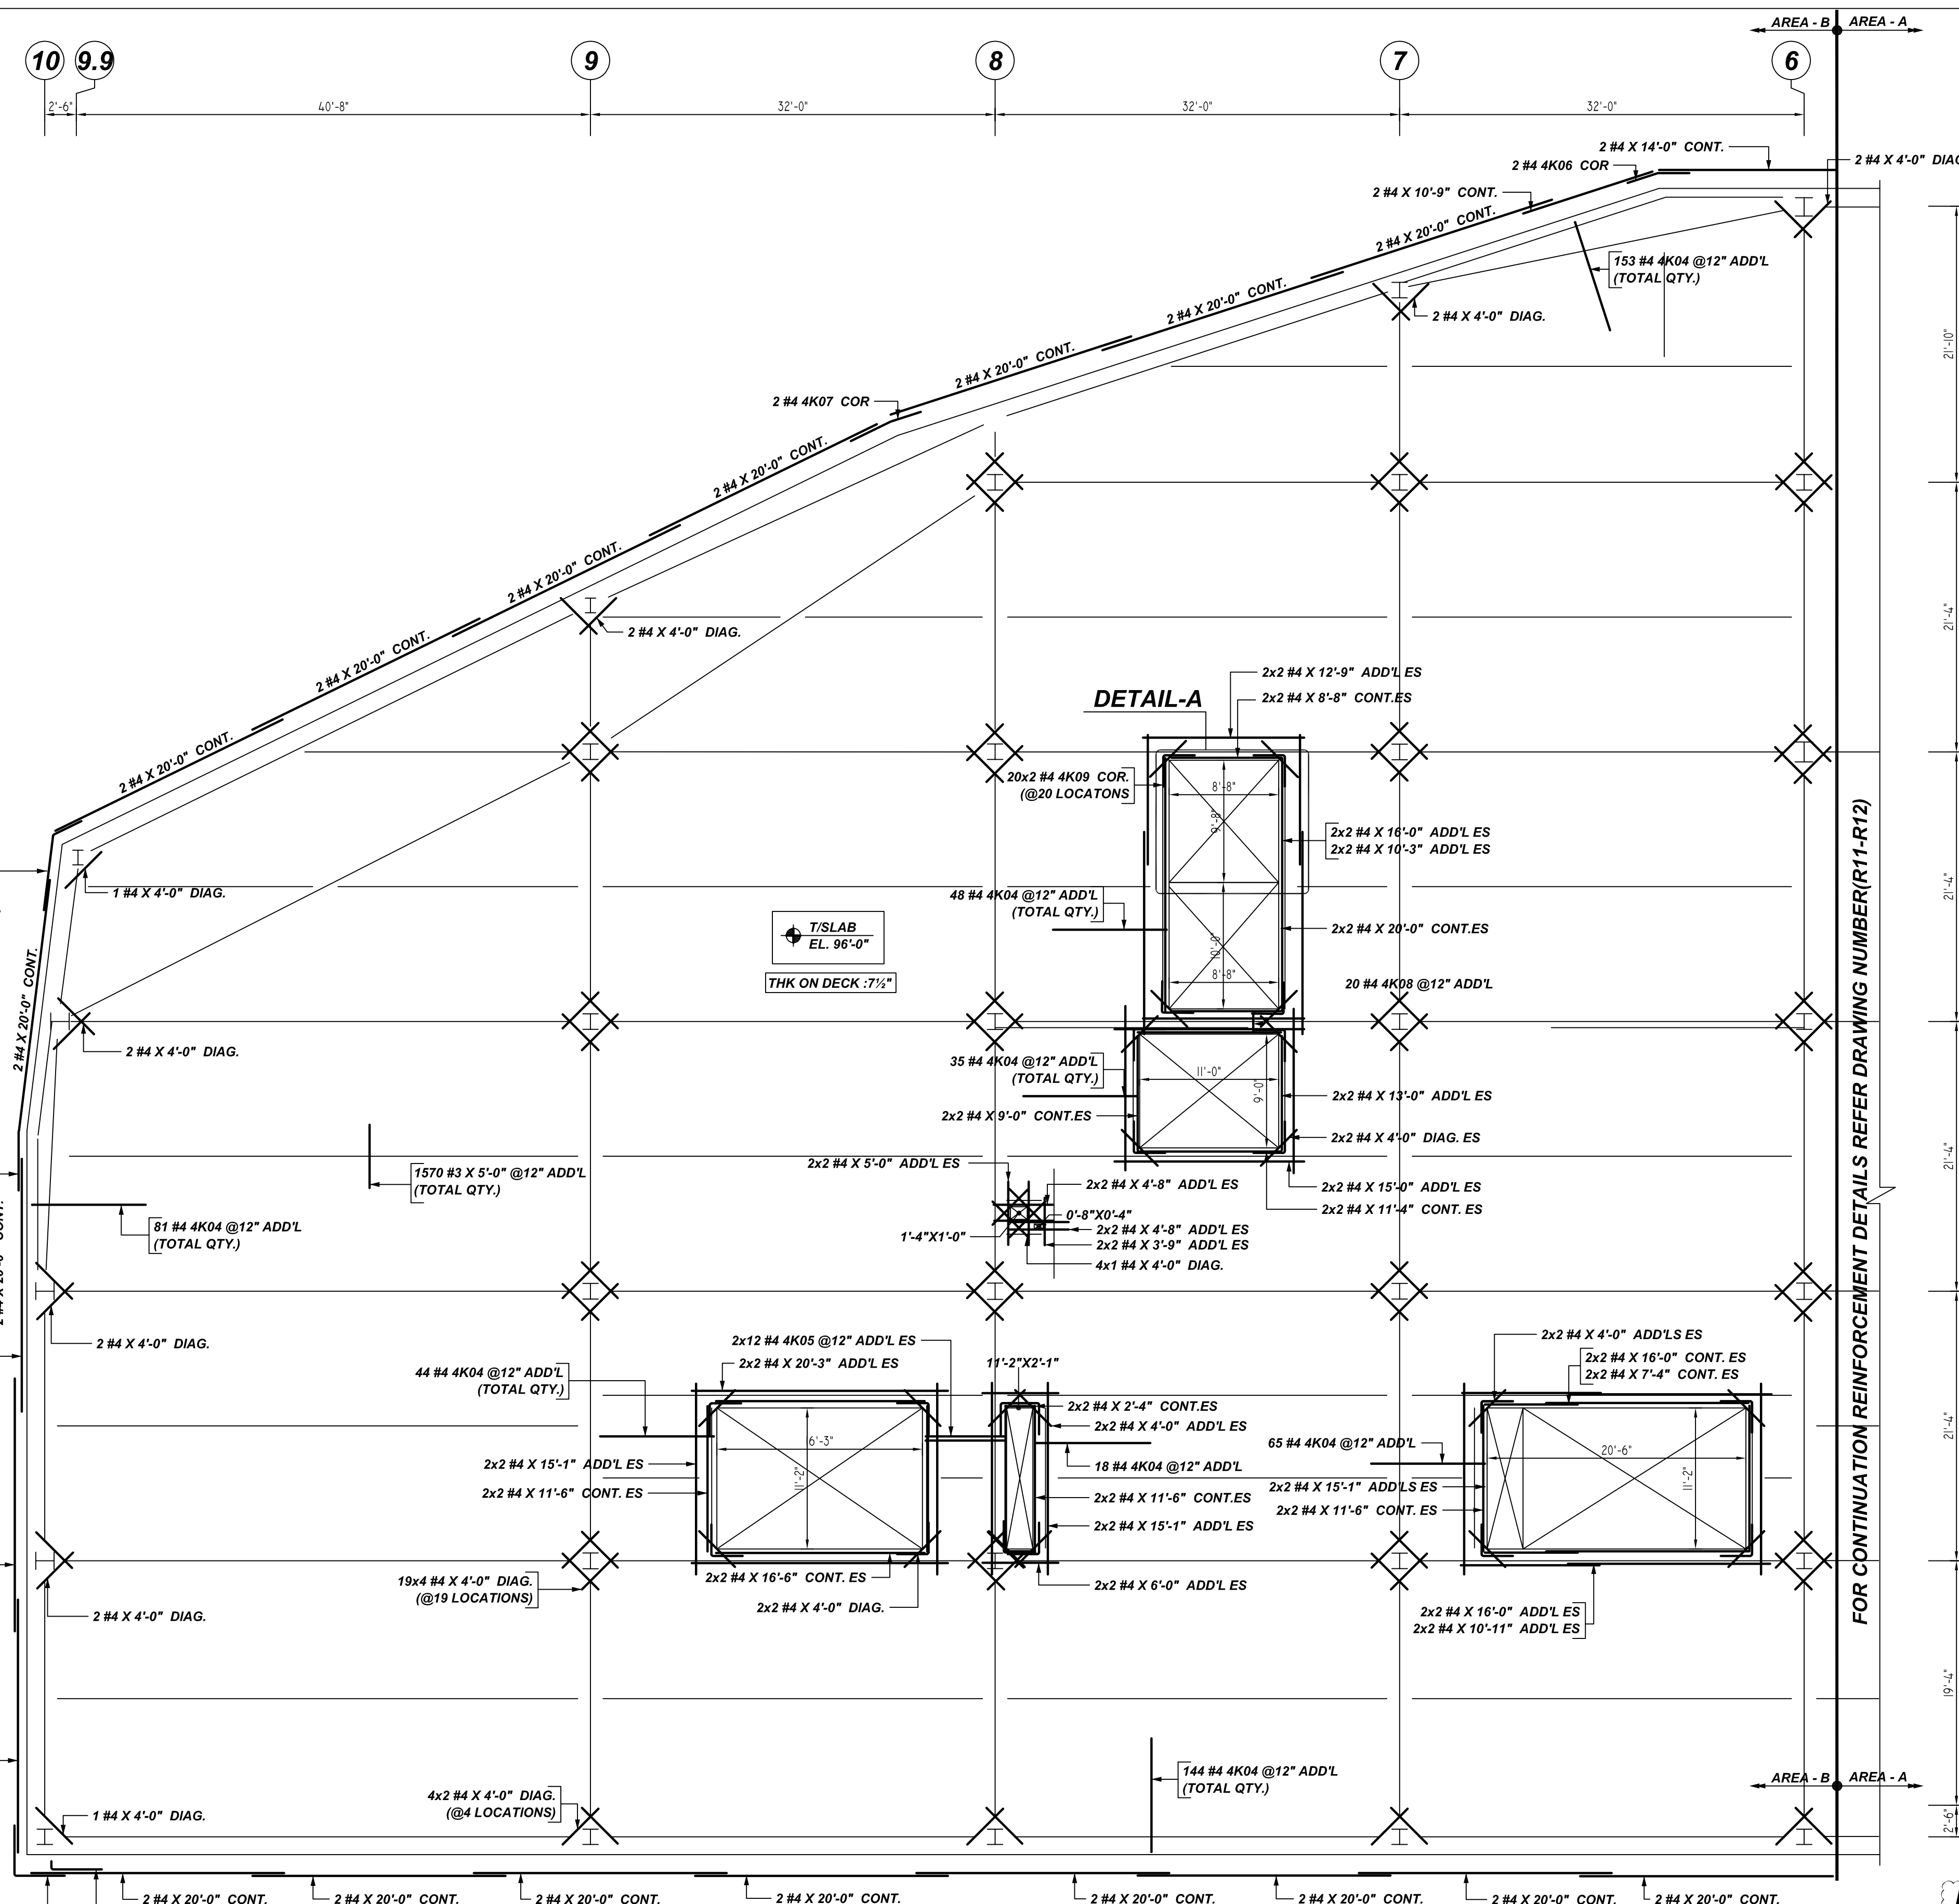 AREA - B AREA - A
10 9.9 9 8 7 6
2'-6" 40'-8" 32'-0" 32'-0" 32'-0"
2 #4 X 14'-0" CONT.
2 #4 4K06 COR
2 #4 X 4'-0"
2 #4 X 10'-9" CONT.
2 #4 X 20'-0" CONT.
153 #4 4K04 @12" ADD'L
(TOTAL QTY.)
2 #4 X 20'-0" CONT.
2 #4 X 4'-0" DIAG.
21'-10"
2 #4 X 20'-0" CONT.
2 #4 4K07 COR
2 #4 X 20'-0" CONT.
2 #4 X 20'-0" CONT.
2 #4 X 4'-0" DIAG.
21'-4"
2 #4 X 20'-0" CONT.
2 #4 X 20'-0" CONT.
DETAIL-A
2x2 #4 X 12'-9" ADD'L ES
2x2 #4 X 8'-8" CONT.ES
20x2 #4 4K09 COR.
(@20 LOCATONS
8'-8"
9'-8"
2x2 #4 X 16'-0" ADD'L ES
2x2 #4 X 10'-3" ADD'L ES
1 #4 X 4'-0" DIAG.
48 #4 4K04 @12" ADD'L
(TOTAL QTY.)
21'-4"
T/SLAB
EL. 96'-0"
THK ON DECK :7½"
2x2 #4 X 20'-0" CONT.ES
10'-0"
8'-8"
20 #4 4K08 @12" ADD'L
2 #4 X 20'-0" CONT.
2 #4 X 4'-0" DIAG.
35 #4 4K04 @12" ADD'L
(TOTAL QTY.)
11'-0"
9'-0"
2x2 #4 X 13'-0" ADD'L ES
2x2 #4 X 9'-0" CONT.ES
2x2 #4 X 4'-0" DIAG. ES
21'-4"
2x2 #4 X 5'-0" ADD'L ES
1570 #3 X 5'-0" @12" ADD'L
(TOTAL QTY.)
2x2 #4 X 4'-8" ADD'L ES
2x2 #4 X 15'-0" ADD'L ES
2x2 #4 X 11'-4" CONT. ES
0'-8"X0'-4"
81 #4 4K04 @12" ADD'L
(TOTAL QTY.)
1'-4"X1'-0"
2x2 #4 X 4'-8" ADD'L ES
2x2 #4 X 3'-9" ADD'L ES
4x1 #4 X 4'-0" DIAG.
FOR CONTINUATION REINFORCEMENT DETAILS REFER DRAWING NUMBER(R11-R12)
2 #4 X 20'-0" CONT.
2 #4 X 4'-0" DIAG.
2x12 #4 4K05 @12" ADD'L ES
2x2 #4 X 20'-3" ADD'L ES
11'-2"X2'-1"
44 #4 4K04 @12" ADD'L
(TOTAL QTY.)
2x2 #4 X 4'-0" ADD'LS ES
2x2 #4 X 16'-0" CONT. ES
2x2 #4 X 7'-4" CONT. ES
2x2 #4 X 2'-4" CONT.ES
2x2 #4 X 4'-0" ADD'L ES
21'-4"
6'-3"
11'-2"
2x2 #4 X 15'-1" ADD'L ES
2x2 #4 X 11'-6" CONT. ES
18 #4 4K04 @12" ADD'L
65 #4 4K04 @12" ADD'L
20'-6"
11'-2"
2x2 #4 X 15'-1" ADD'LS ES
2x2 #4 X 11'-6" CONT.ES
2x2 #4 X 11'-6" CONT. ES
2x2 #4 X 15'-1" ADD'L ES
19x4 #4 X 4'-0" DIAG.
(@19 LOCATIONS)
2x2 #4 X 16'-6" CONT. ES
2x2 #4 X 4'-0" DIAG.
2x2 #4 X 6'-0" ADD'L ES
2 #4 X 4'-0" DIAG.
2x2 #4 X 16'-0" ADD'L ES
2x2 #4 X 10'-11" ADD'L ES
19'-4"
144 #4 4K04 @12" ADD'L
(TOTAL QTY.)
AREA - B AREA - A
4x2 #4 X 4'-0" DIAG.
(@4 LOCATIONS)
1 #4 X 4'-0" DIAG.
2'-6"
2 #4 X 20'-0" CONT. 2 #4 X 20'-0" CONT. 2 #4 X 20'-0" CONT. 2 #4 X 20'-0" CONT. 2 #4 X 20'-0" CONT. 2 #4 X 20'-0" CONT. 2 #4 X 20'-0" CONT. 2 #4 X 20'-0" CONT.